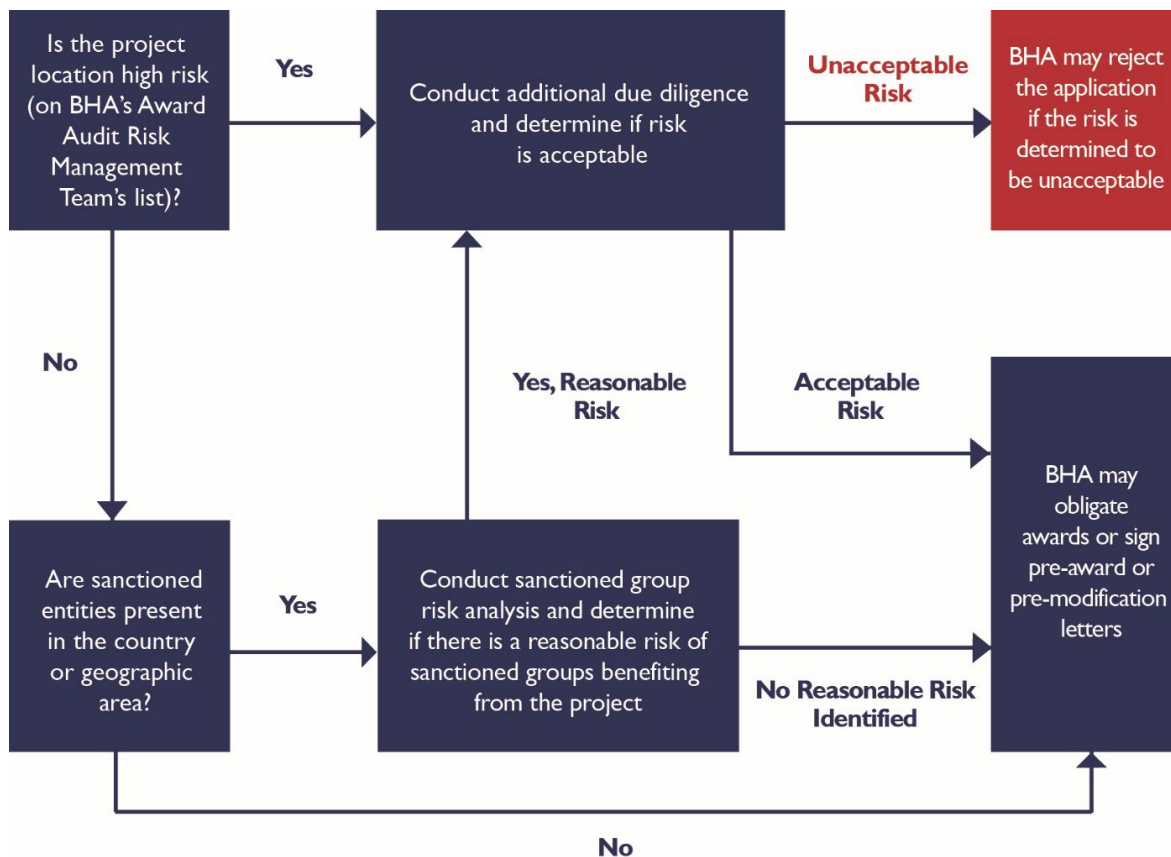 Is the project
location high risk
(on BHA's Award
Audit Risk
Management
Team's list)?
Yes
Conduct additional due diligence
and determine if risk
is acceptable
Unacceptable
Risk
BHA may reject
the application
if the risk is
determined to
be unacceptable
No
Yes, Reasonable
Risk
Acceptable
Risk
Are sanctioned
entities present
in the country
or geographic
area?
Yes
Conduct sanctioned group
risk analysis and determine
if there is a reasonable risk of
sanctioned groups benefiting
from the project
No Reasonable Risk
Identified
BHA may
obligate
awards or sign
pre-award or
pre-modification
letters
No